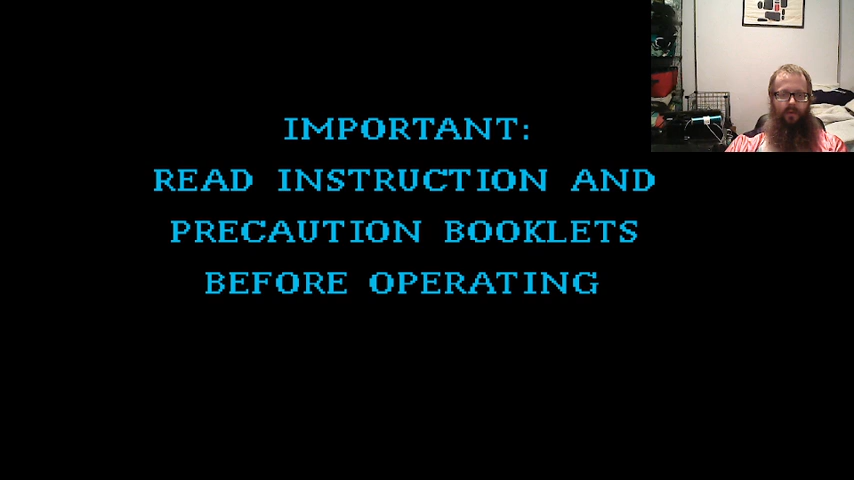 IMPORTANT:
READ INSTRUCTION AND
PRECAUTION BOOKLETS
BEFORE OPERATING